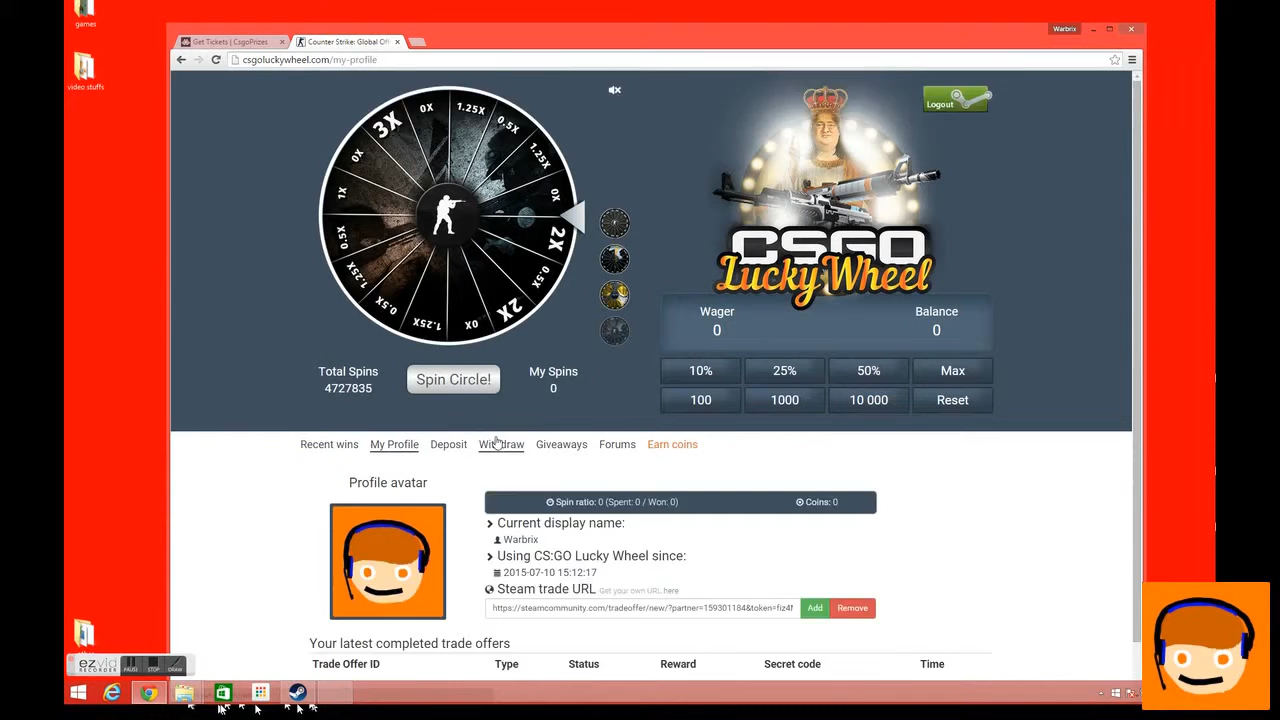 games
video stuffs
Warbrix
Get Tickets | CsgoPrizes
Counter Strike: Global Off
csgoluckywheel.com/my-profile
Logout
3X
0X
1.25X
0.5X
1.25X
0X
2X
0.5X
2X
0X
1.25X
0.5X
1.25X
0.5X
1X
0X
CSGO
Lucky Wheel
Wager
0
Balance
0
10%
25%
50%
Max
100
1000
10 000
Reset
Total Spins
4727835
Spin Circle!
My Spins
0
Recent wins
My Profile
Deposit
Withdraw
Giveaways
Forums
Earn coins
Profile avatar
Spin ratio: 0 (Spent: 0 / Won: 0)
Coins: 0
Current display name:
Warbrix
Using CS:GO Lucky Wheel since:
2015-07-10 15:12:17
Steam trade URL Get your own URL here
https://steamcommunity.com/tradeoffer/new/?partner=159301184&token=fiz4f
Add
Remove
Your latest completed trade offers
Trade Offer ID
Type
Status
Reward
Secret code
Time
ezvid
RECORDER
PAUSE
STOP
DRAW